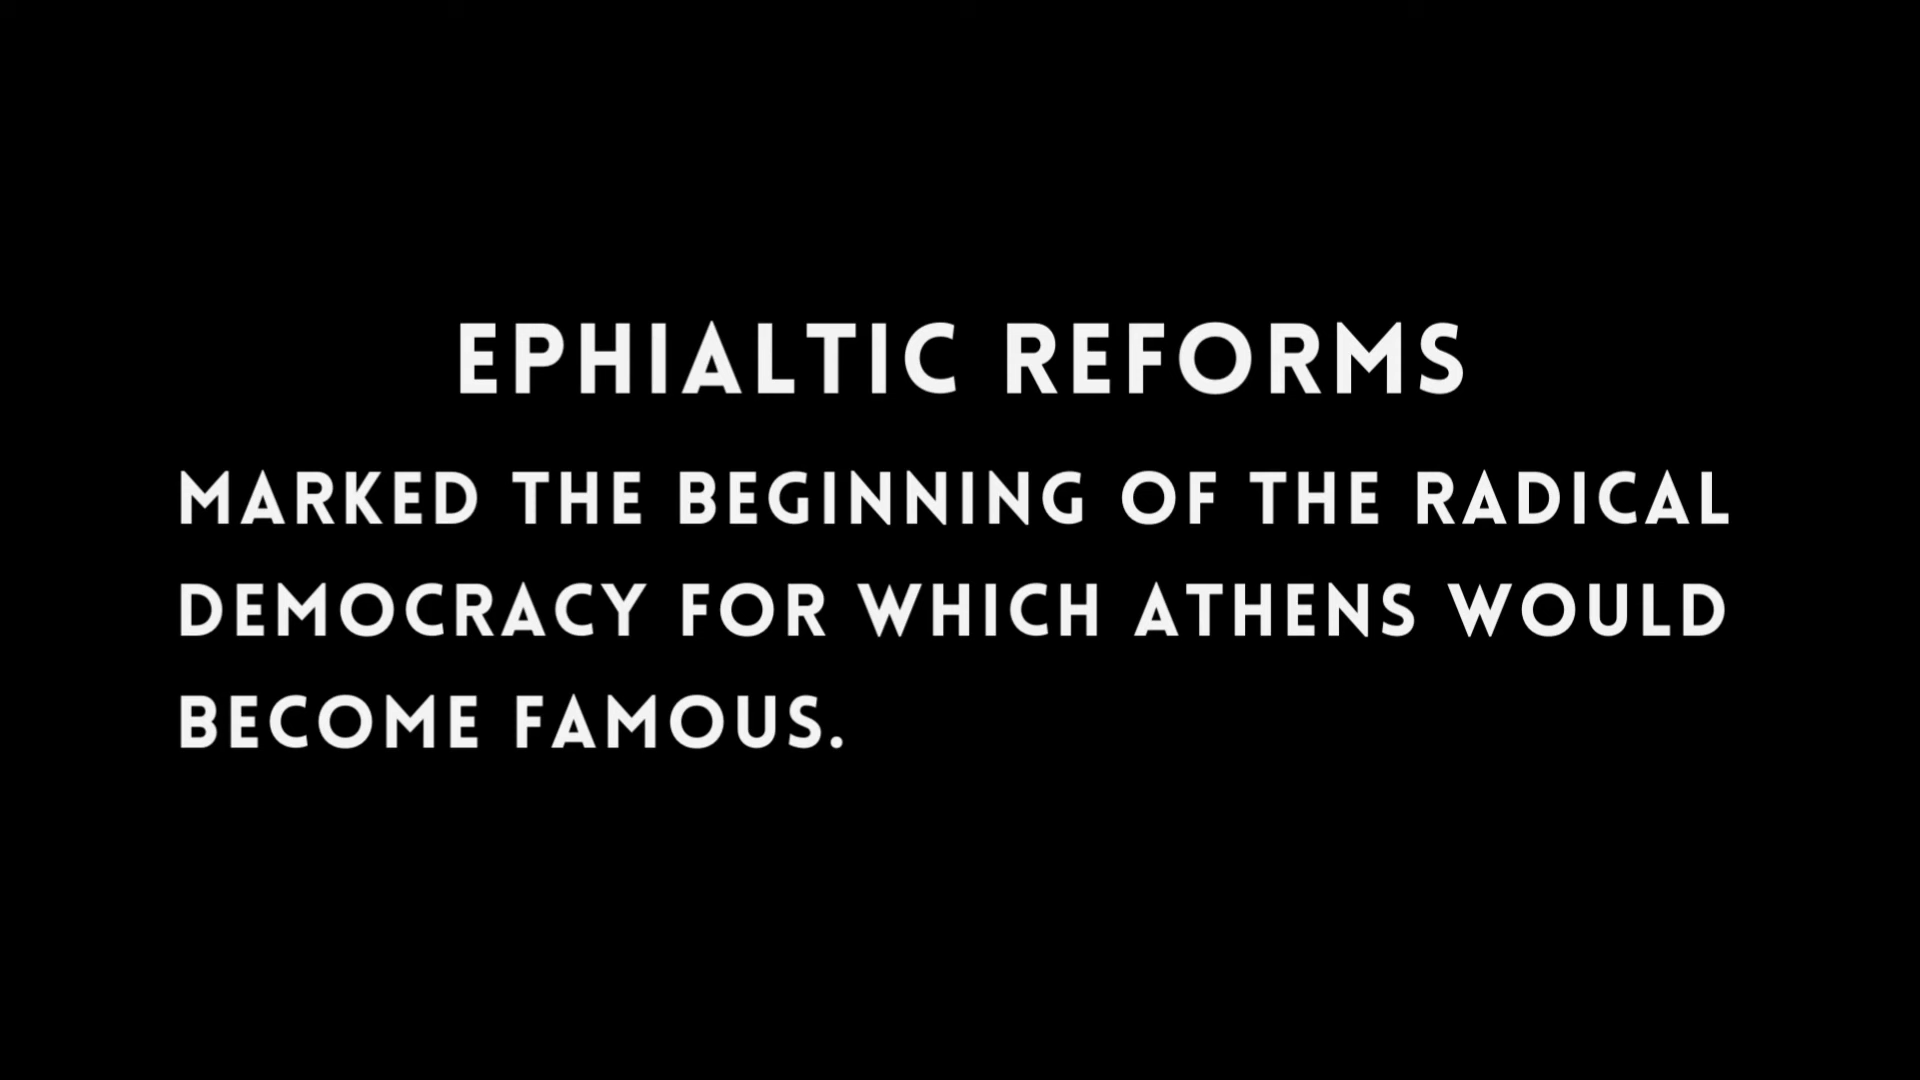 EPHIALTIC REFORMS
MARKED THE BEGINNING OF THE RADICAL
DEMOCRACY FOR WHICH ATHENS WOULD
BECOME FAMOUS.